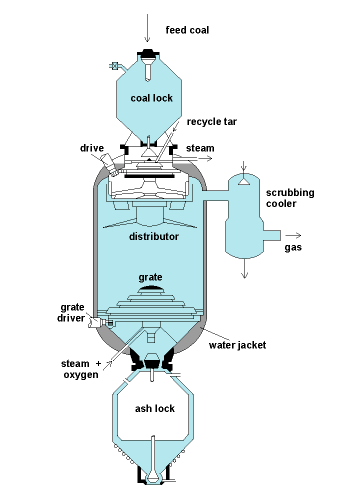 feed coal
coal lock
recycle tar
drive
steam
scrubbing
cooler
distributor
gas
grate
grate
driver
water jacket
steam +
oxygen
ash lock